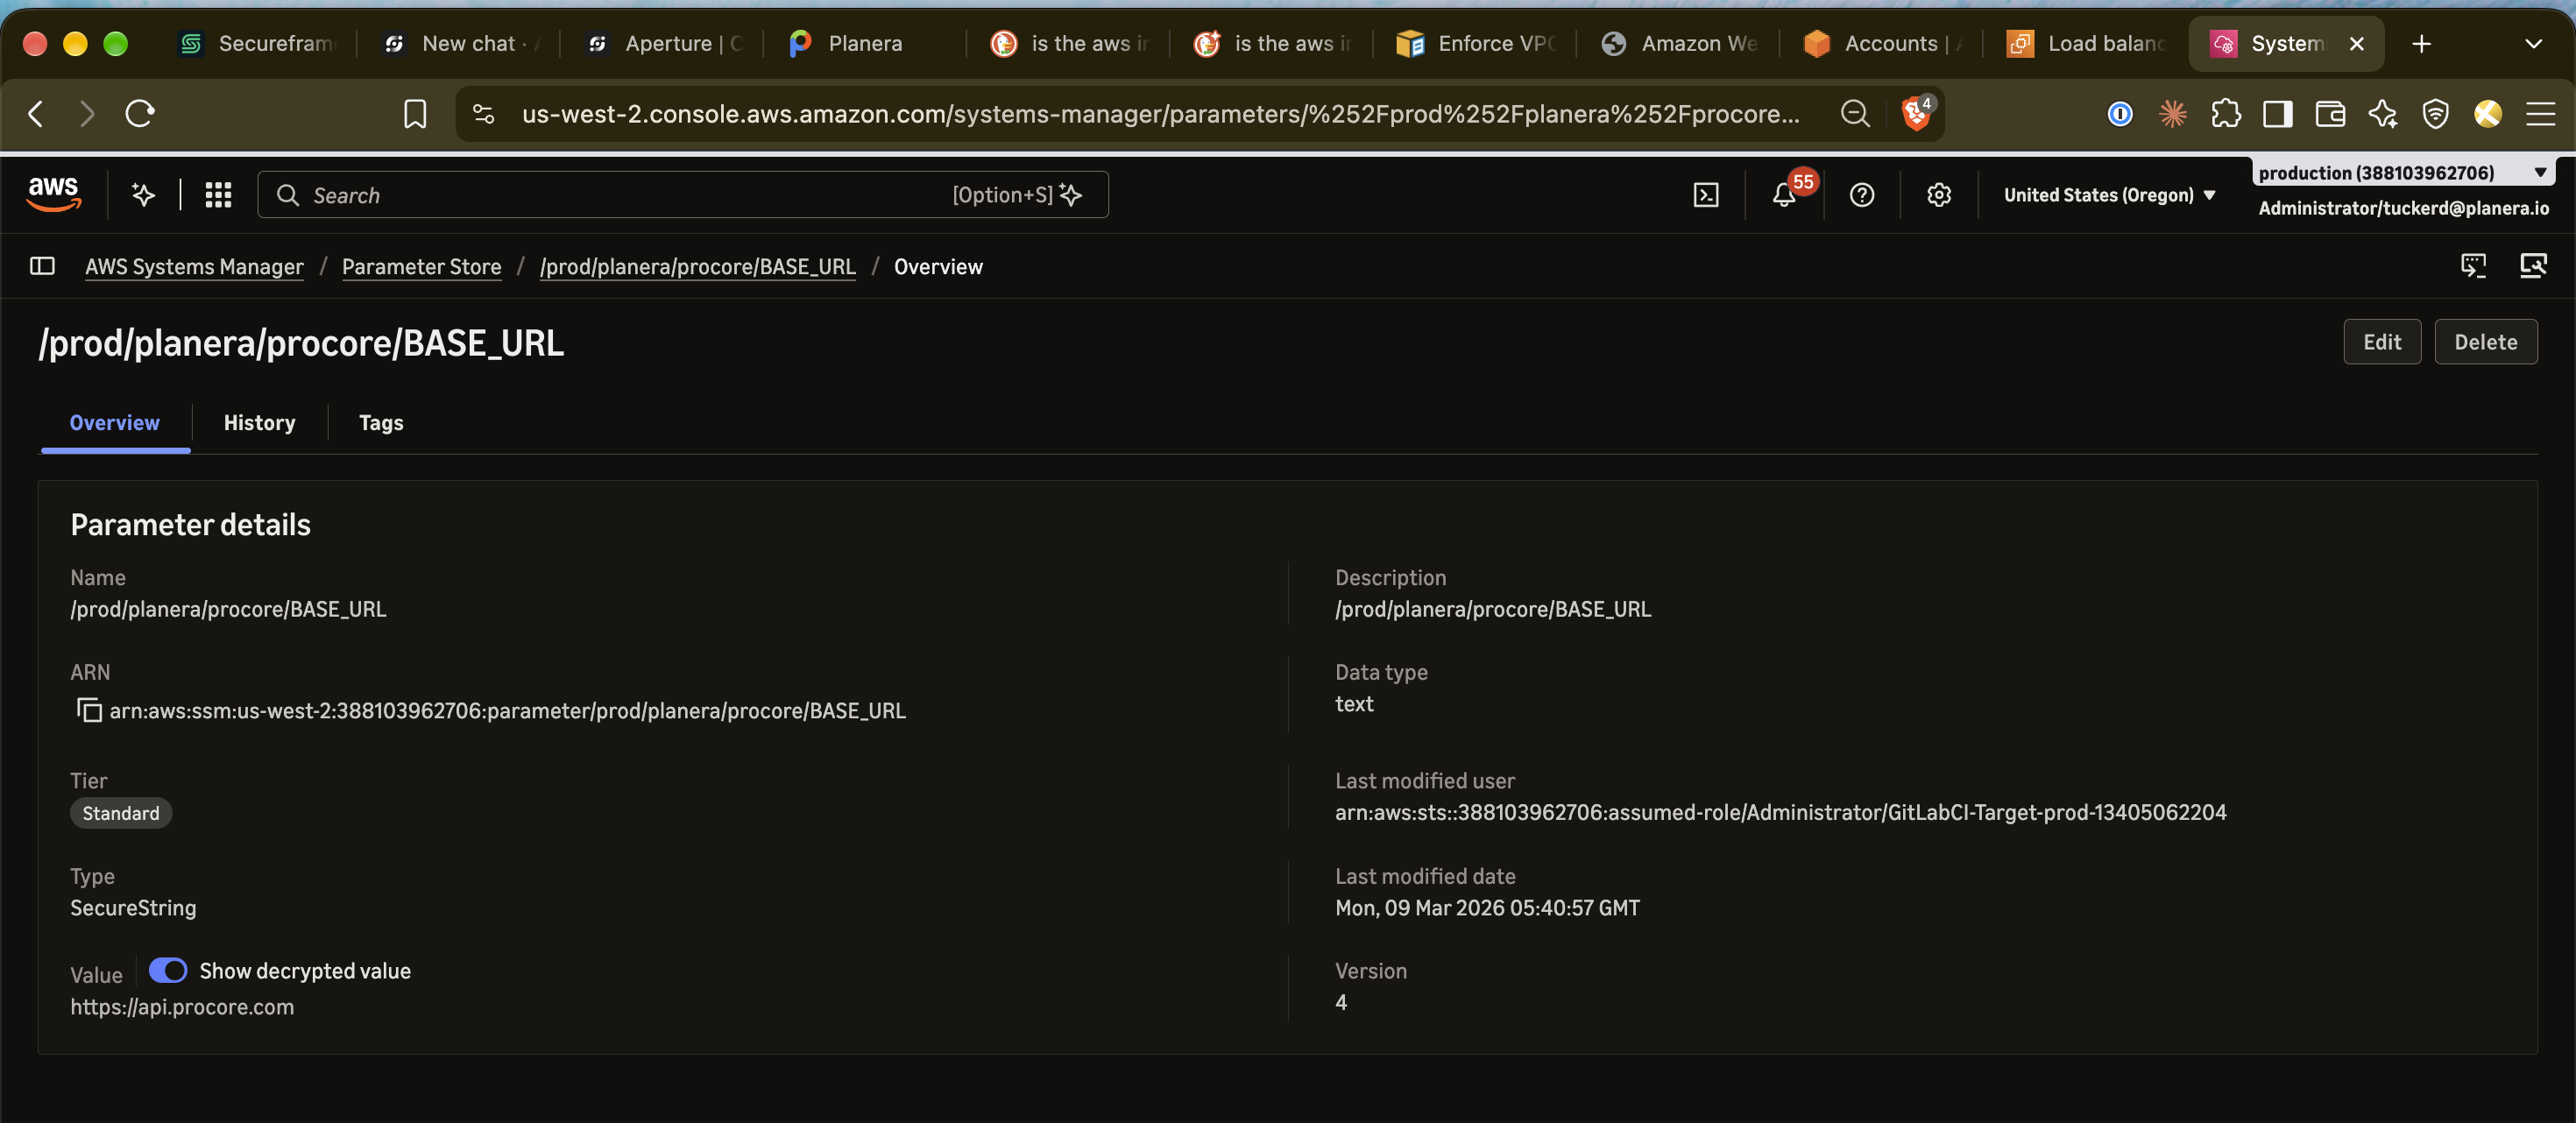 Secureframe
New chat · A
Aperture | C
Planera
is the aws in
is the aws in
Enforce VPC
Amazon We
Accounts | A
Load balanc
System
us-west-2.console.aws.amazon.com/systems-manager/parameters/%252Fprod%252Fplanera%252Fprocore...
4
aws
Search
[Option+S]
55
United States (Oregon)
production (388103962706)
Administrator/tuckerd@planera.io
AWS Systems Manager / Parameter Store / /prod/planera/procore/BASE_URL / Overview
/prod/planera/procore/BASE_URL
Edit
Delete
Overview
History
Tags
Parameter details
Name
/prod/planera/procore/BASE_URL
Description
/prod/planera/procore/BASE_URL
ARN
arn:aws:ssm:us-west-2:388103962706:parameter/prod/planera/procore/BASE_URL
Data type
text
Tier
Standard
Last modified user
arn:aws:sts::388103962706:assumed-role/Administrator/GitLabCI-Target-prod-13405062204
Type
SecureString
Last modified date
Mon, 09 Mar 2026 05:40:57 GMT
Value
Show decrypted value
https://api.procore.com
Version
4